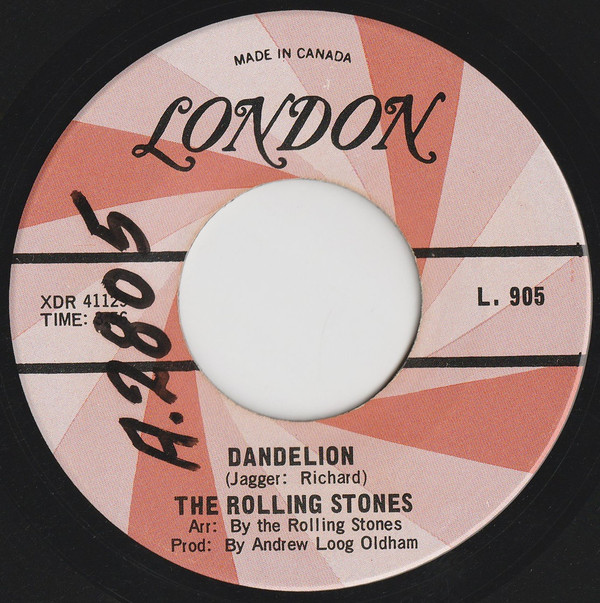 MADE IN CANADA
LONDON
XDR 41125
L. 905
TIME:
A.2805
DANDELION
(Jagger: Richard)
THE ROLLING STONES
Arr: By the Rolling Stones
Prod: By Andrew Loog Oldham